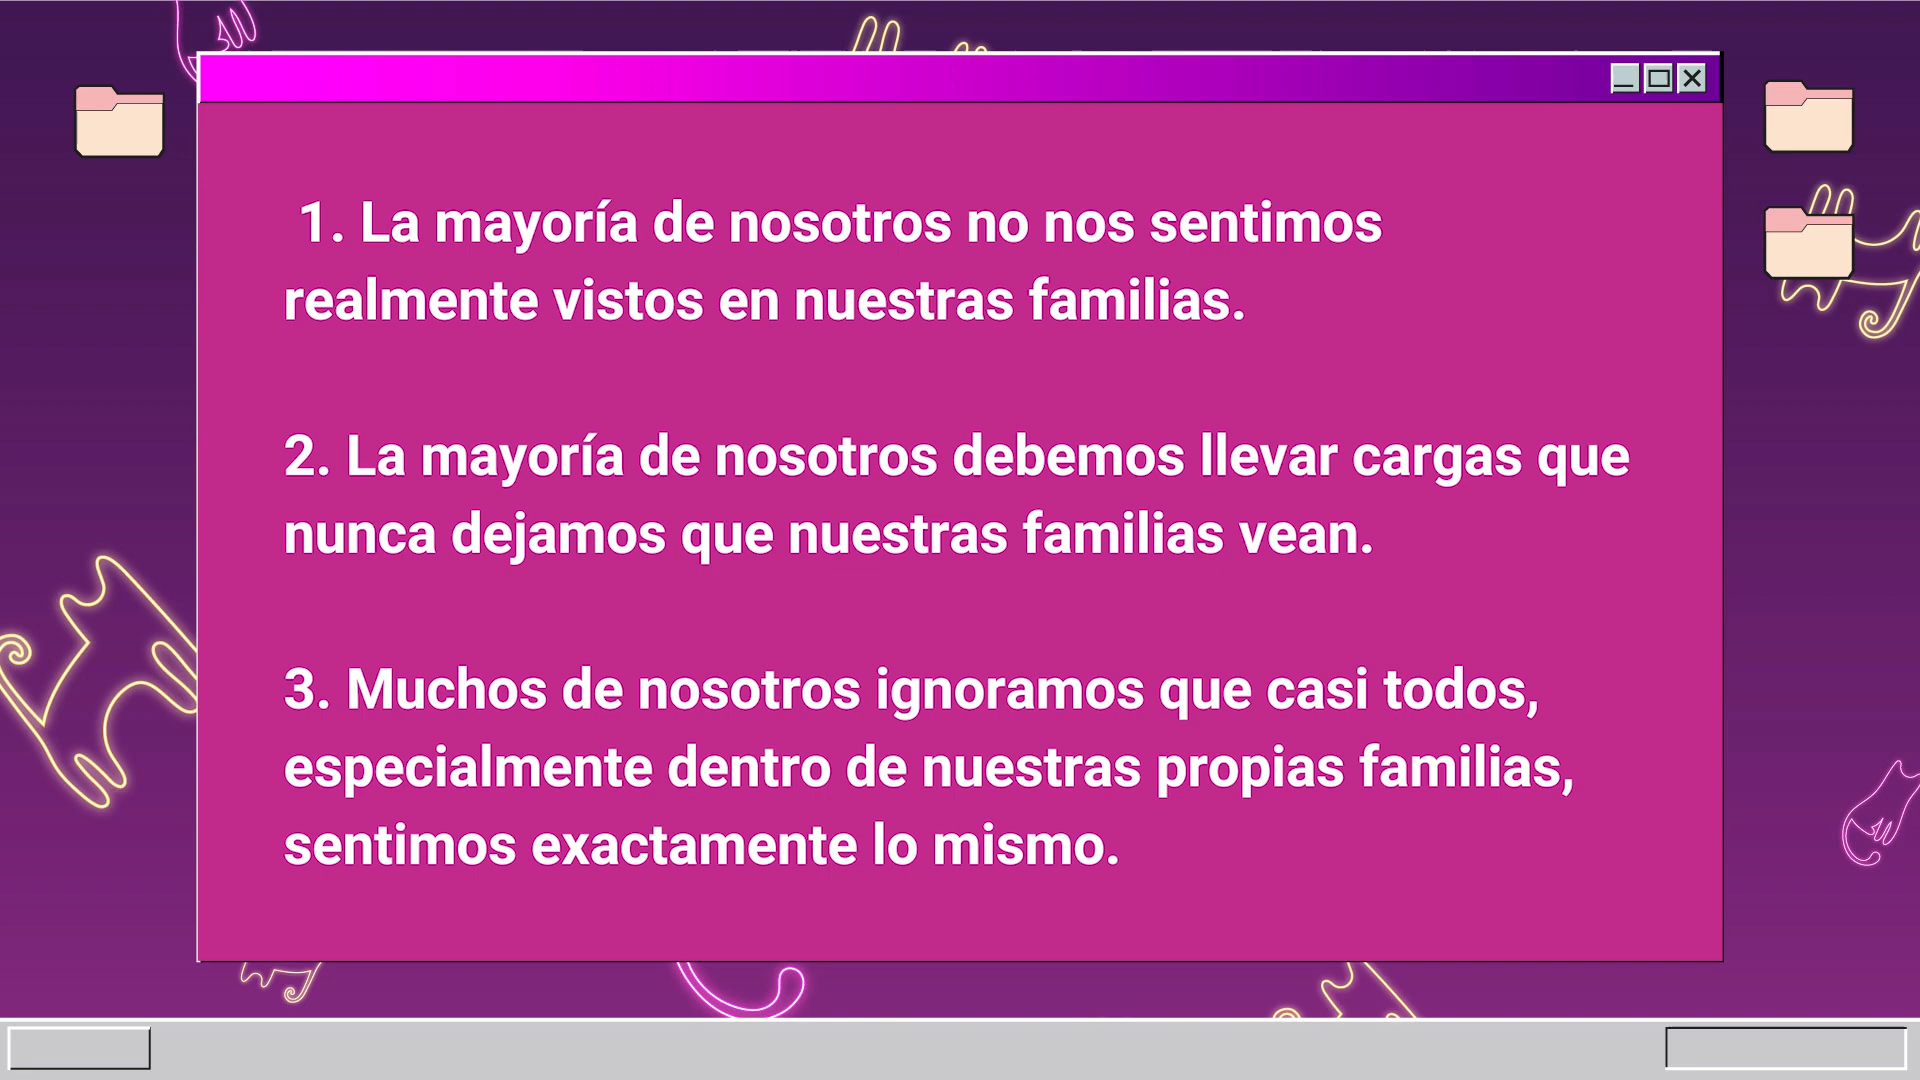 1. La mayoría de nosotros no nos sentimos
realmente vistos en nuestras familias.
2. La mayoría de nosotros debemos llevar cargas que
nunca dejamos que nuestras familias vean.
3. Muchos de nosotros ignoramos que casi todos,
especialmente dentro de nuestras propias familias,
sentimos exactamente lo mismo.